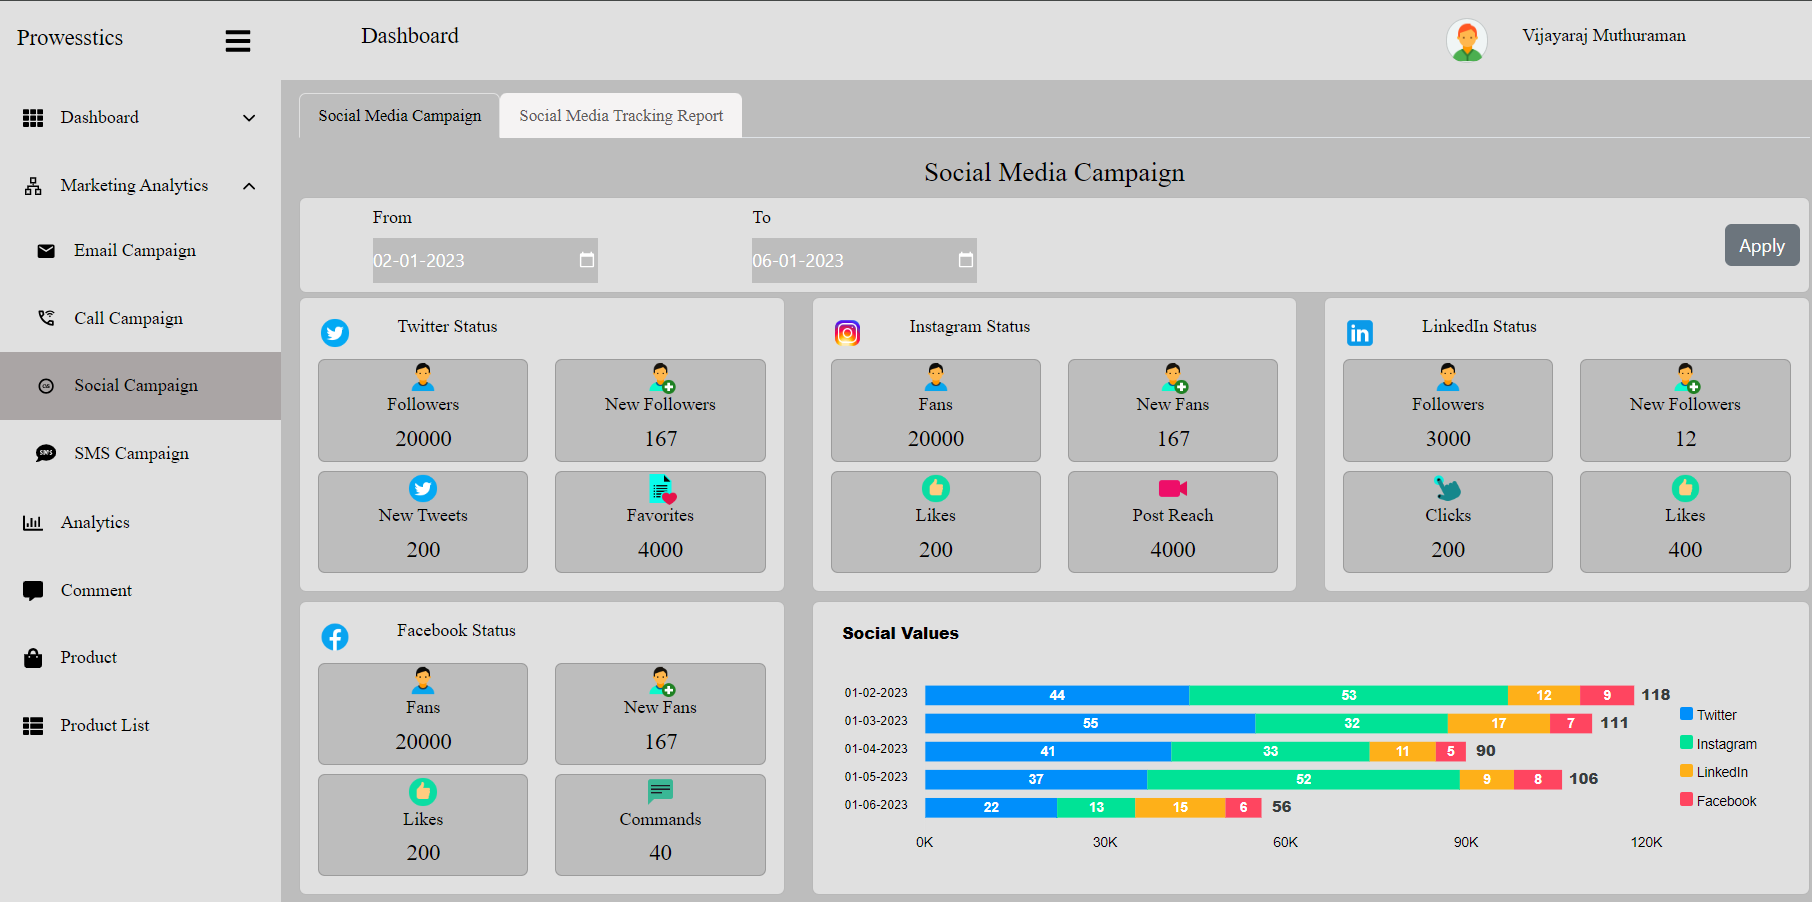 Prowesstics
Dashboard
Vijayaraj Muthuraman
Dashboard
Marketing Analytics
Email Campaign
Call Campaign
Social Campaign
SMS
SMS Campaign
Analytics
Comment
Product
Product List
Social Media Campaign
Social Media Tracking Report
Social Media Campaign
From
To
02-01-2023
06-01-2023
Apply
Twitter Status
Followers
20000
New Followers
167
New Tweets
200
Favorites
4000
Instagram Status
Fans
20000
New Fans
167
Likes
200
Post Reach
4000
in
LinkedIn Status
Followers
3000
New Followers
12
Clicks
200
Likes
400
Facebook Status
Fans
20000
New Fans
167
Likes
200
Commands
40
Social Values
01-02-2023 44 53 12 9 118
01-03-2023 55 32 17 7 111
01-04-2023 41 33 11 5 90
01-05-2023 37 52 9 8 106
01-06-2023 22 13 15 6 56
0K 30K 60K 90K 120K
Twitter
Instagram
LinkedIn
Facebook